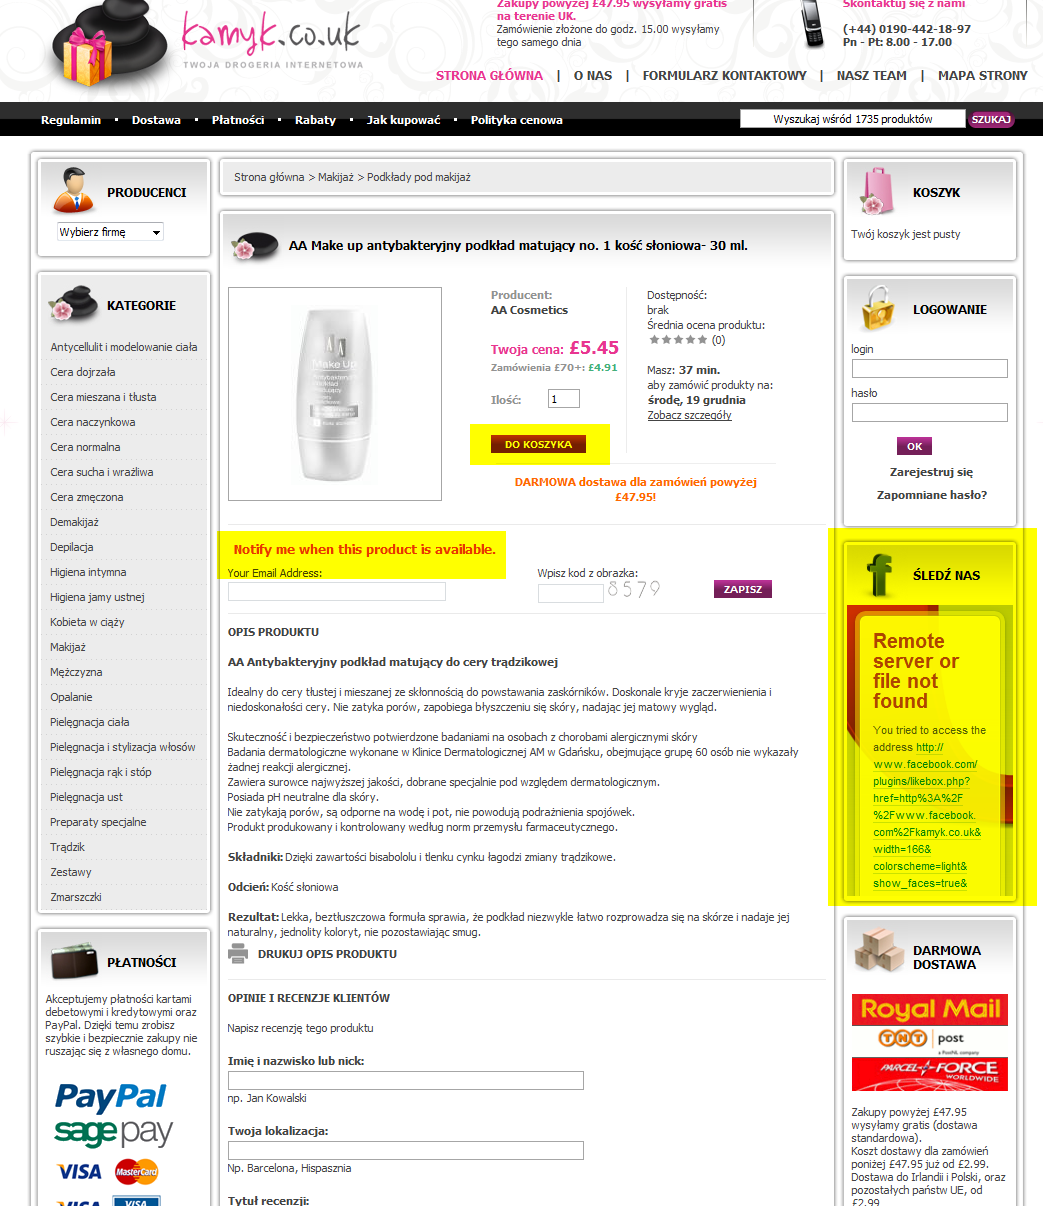 Zakupy powyżej £47.95 wysyłamy gratis
na terenie UK.
Zamówienie złożone do godz. 15.00 wysyłamy
tego samego dnia
Skontaktuj się z nami
(+44) 0190-442-18-97
Pn - Pt: 8.00 - 17.00
kamyk.co.uk
TWOJA DROGERIA INTERNETOWA
STRONA GŁÓWNA | O NAS | FORMULARZ KONTAKTOWY | NASZ TEAM | MAPA STRONY
Regulamin Dostawa Płatności Rabaty Jak kupować Polityka cenowa
Wyszukaj wśród 1735 produktów SZUKAJ
PRODUCENCI
Wybierz firmę
KATEGORIE
Antycellulit i modelowanie ciała
Cera dojrzała
Cera mieszana i tłusta
Cera naczynkowa
Cera normalna
Cera sucha i wrażliwa
Cera zmęczona
Demakijaż
Depilacja
Higiena intymna
Higiena jamy ustnej
Kobieta w ciąży
Makijaż
Mężczyzna
Opalanie
Pielęgnacja ciała
Pielęgnacja i stylizacja włosów
Pielęgnacja rąk i stóp
Pielęgnacja ust
Preparaty specjalne
Trądzik
Zestawy
Zmarszczki
PŁATNOŚCI
Akceptujemy płatności kartami
debetowymi i kredytowymi oraz
PayPal. Dzięki temu zrobisz
szybkie i bezpiecznie zakupy nie
ruszając się z własnego domu.
PayPal
sage pay
VISA MasterCard
VISA VISA
Strona główna > Makijaż > Podkłady pod makijaż
AA Make up antybakteryjny podkład matujący no. 1 kość słoniowa- 30 ml.
AA
Make Up
Producent:
AA Cosmetics
Twoja cena: £5.45
Zamówienia £70+: £4.91
Ilość: 1
DO KOSZYKA
Dostępność:
brak
Średnia ocena produktu:
(0)
Masz: 37 min.
aby zamówić produkty na:
środę, 19 grudnia
Zobacz szczegóły
DARMOWA dostawa dla zamówień powyżej
£47.95!
Notify me when this product is available.
Your Email Address:
Wpisz kod z obrazka:
8579
ZAPISZ
OPIS PRODUKTU
AA Antybakteryjny podkład matujący do cery trądzikowej
Idealny do cery tłustej i mieszanej ze skłonnością do powstawania zaskórników. Doskonale kryje zaczerwienienia i
niedoskonałości cery. Nie zatyka porów, zapobiega błyszczeniu się skóry, nadając jej matowy wygląd.
Skuteczność i bezpieczeństwo potwierdzone badaniami na osobach z chorobami alergicznymi skóry
Badania dermatologiczne wykonane w Klinice Dermatologicznej AM w Gdańsku, obejmujące grupę 60 osób nie wykazały
żadnej reakcji alergicznej.
Zawiera surowce najwyższej jakości, dobrane specjalnie pod względem dermatologicznym.
Posiada pH neutralne dla skóry.
Nie zatykają porów, są odporne na wodę i pot, nie powodują podrażnienia spojówek.
Produkt produkowany i kontrolowany według norm przemysłu farmaceutycznego.
Składniki: Dzięki zawartości bisabololu i tlenku cynku łagodzi zmiany trądzikowe.
Odcień: Kość słoniowa
Rezultat: Lekka, beztłuszczowa formuła sprawia, że podkład niezwykle łatwo rozprowadza się na skórze i nadaje jej
naturalny, jednolity koloryt, nie pozostawiając smug.
DRUKUJ OPIS PRODUKTU
OPINIE I RECENZJE KLIENTÓW
Napisz recenzję tego produktu
Imię i nazwisko lub nick:
np. Jan Kowalski
Twoja lokalizacja:
Np. Barcelona, Hispasznia
Tytuł recenzji:
KOSZYK
Twój koszyk jest pusty
LOGOWANIE
login
hasło
OK
Zarejestruj się
Zapomniane hasło?
ŚLEDŹ NAS
Remote
server or
file not
found
You tried to access the
address http://
www.facebook.com/
plugins/likebox.php?
href=http%3A%2F
%2Fwww.facebook.
com%2Fkamyk.co.uk&
width=166&
colorscheme=light&
show_faces=true&
DARMOWA
DOSTAWA
Royal Mail
TNT post
PARCEL FORCE
WORLDWIDE
Zakupy powyżej £47.95
wysyłamy gratis (dostawa
standardowa).
Koszt dostawy dla zamówień
poniżej £47.95 już od £2.99.
Dostawa do Irlandii i Polski, oraz
pozostałych państw UE, od
£2.99